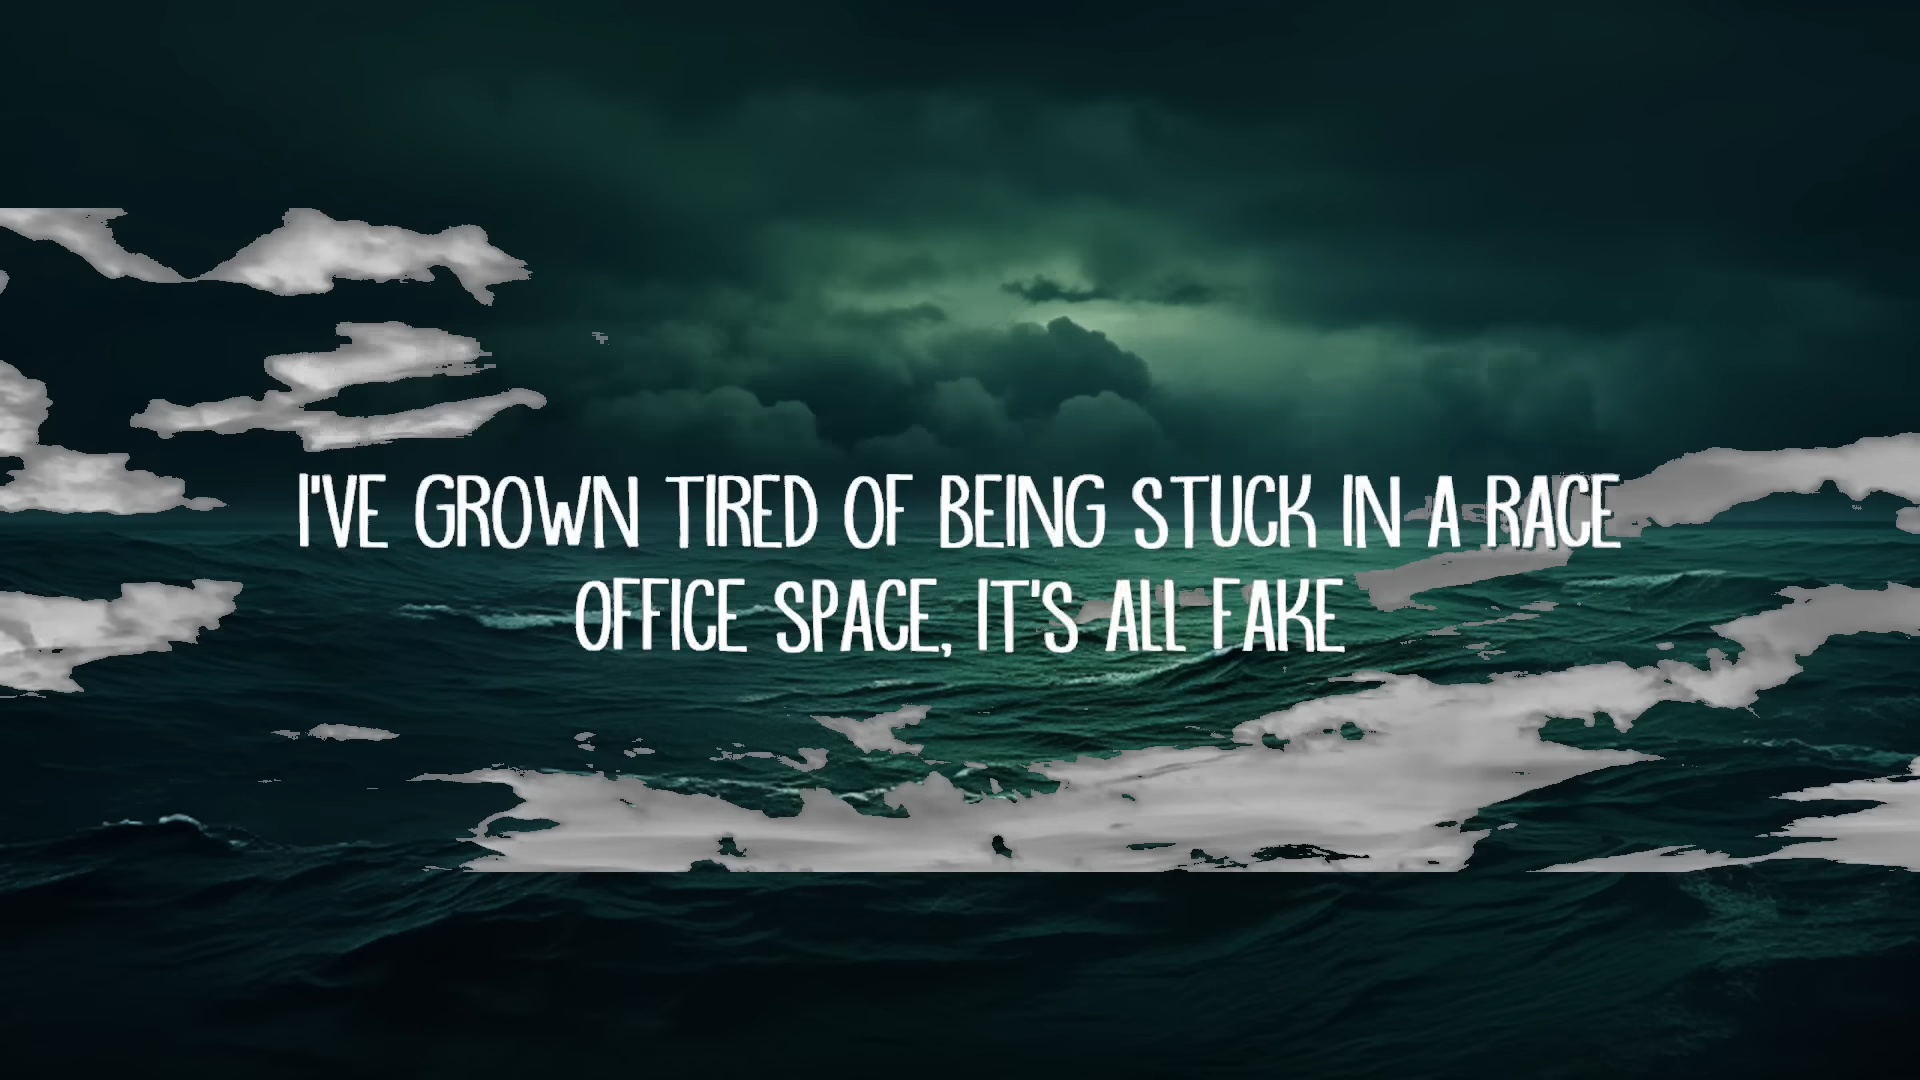 I'VE GROWN TIRED OF BEING STUCK IN A RACE
OFFICE SPACE, IT'S ALL FAKE